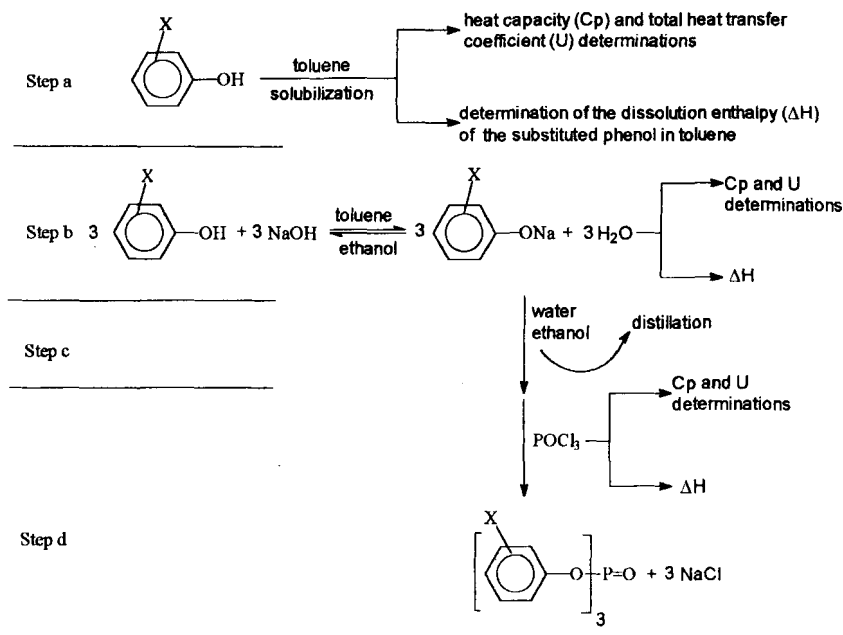 heat capacity (Cp) and total heat transfer
coefficient (U) determinations
X
Step a
OH
toluene
solubilization
determination of the dissolution enthalpy (ΔH)
of the substituted phenol in toluene
X
X
Cp and U
determinations
Step b 3 OH + 3 NaOH toluene ethanol 3 ONa + 3 H₂O
ΔH
water
ethanol
distillation
Step c
Cp and U
determinations
POCl₃
ΔH
Step d
X
[ O ]₃ P=O + 3 NaCl